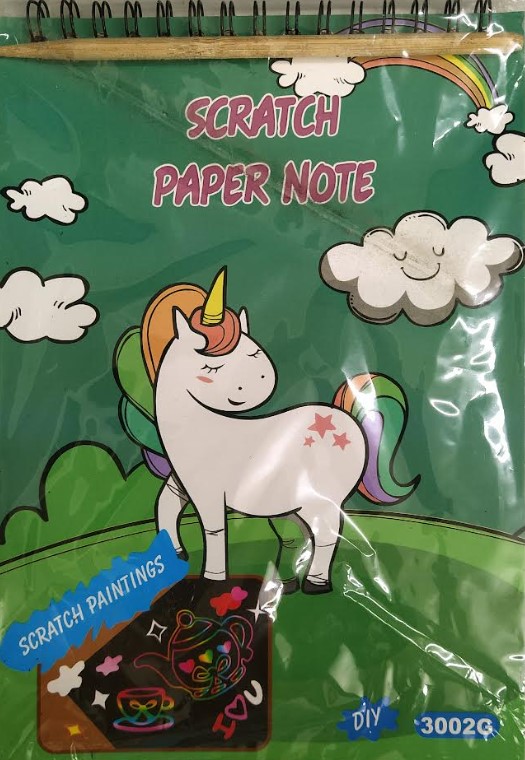 SCRATCH
PAPER NOTE
SCRATCH PAINTINGS
I U
DIY 3002G